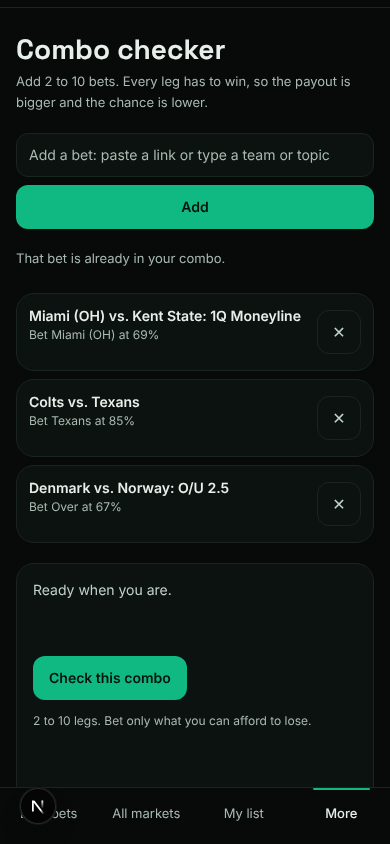 Combo checker
Add 2 to 10 bets. Every leg has to win, so the payout is
bigger and the chance is lower.
Add a bet: paste a link or type a team or topic
Add
That bet is already in your combo.
Miami (OH) vs. Kent State: 1Q Moneyline
Bet Miami (OH) at 69%
Colts vs. Texans
Bet Texans at 85%
Denmark vs. Norway: O/U 2.5
Bet Over at 67%
Ready when you are.
Check this combo
2 to 10 legs. Bet only what you can afford to lose.
N
bets
All markets
My list
More